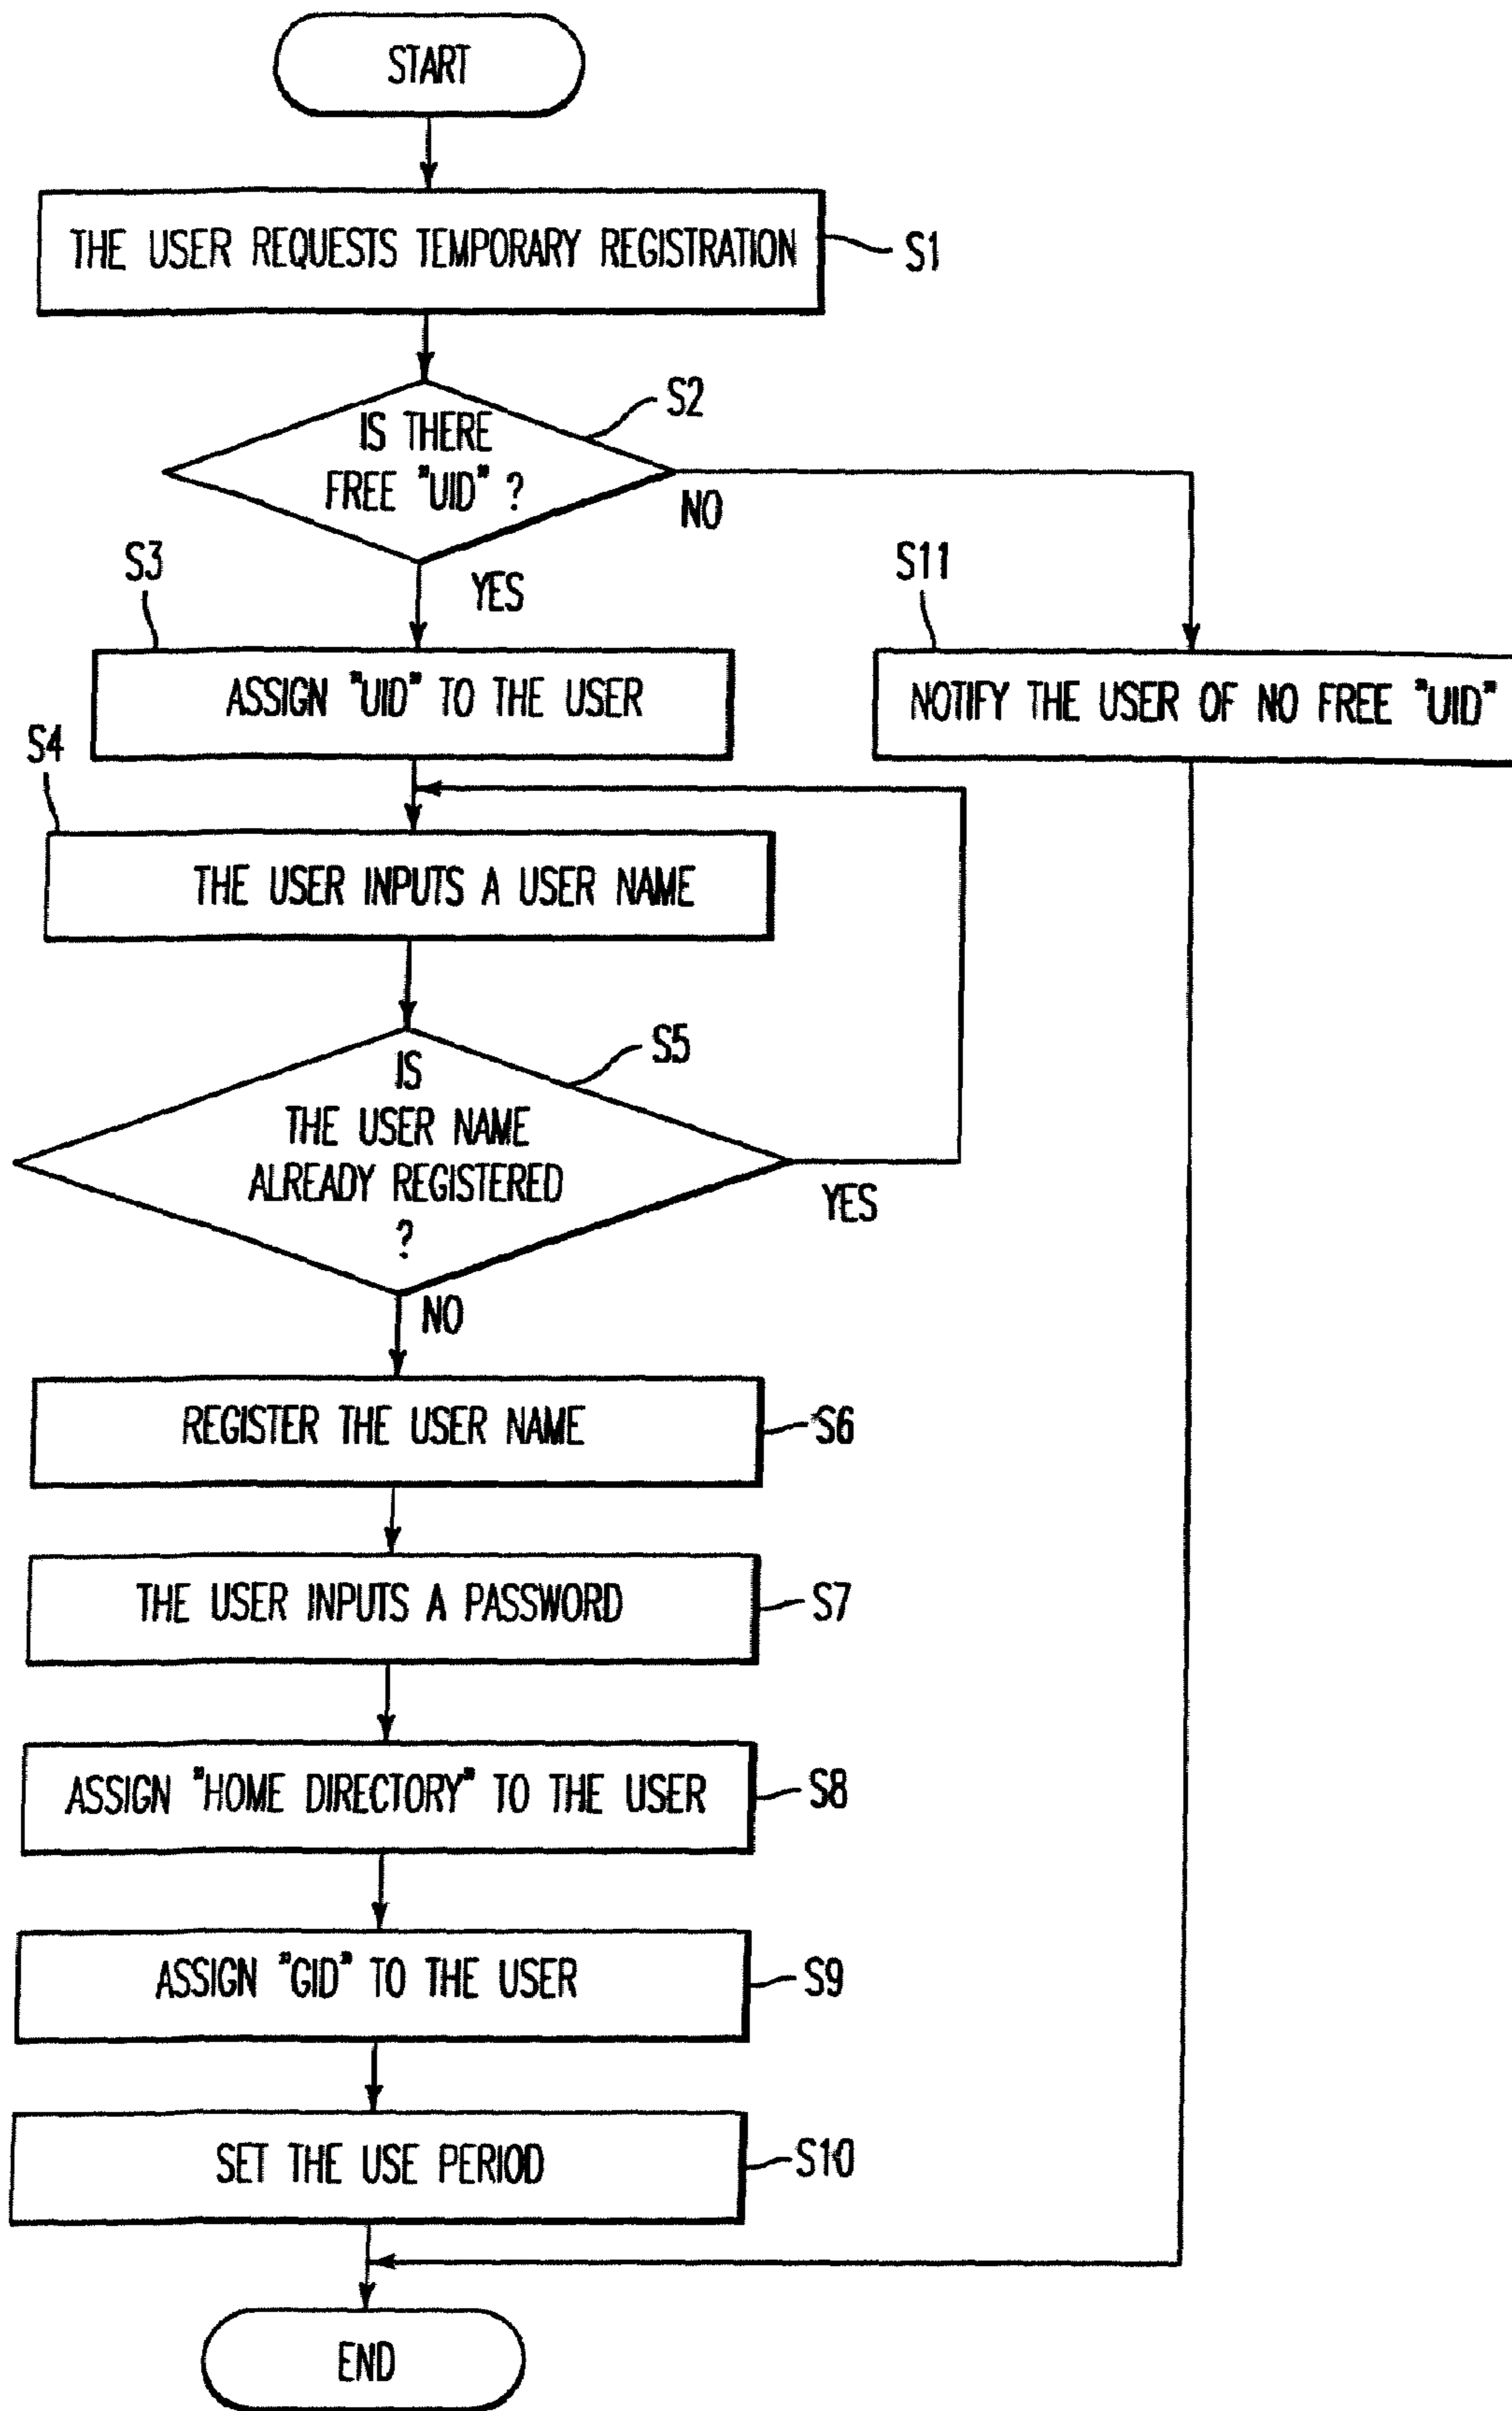 START
THE USER REQUESTS TEMPORARY REGISTRATION
S1
IS THERE
FREE "UID" ?
S2
NO
YES
S3
ASSIGN "UID" TO THE USER
S11
NOTIFY THE USER OF NO FREE "UID"
S4
THE USER INPUTS A USER NAME
IS
THE USER NAME
ALREADY REGISTERED
?
S5
YES
NO
REGISTER THE USER NAME
S6
THE USER INPUTS A PASSWORD
S7
ASSIGN "HOME DIRECTORY" TO THE USER
S8
ASSIGN "GID" TO THE USER
S9
SET THE USE PERIOD
S10
END